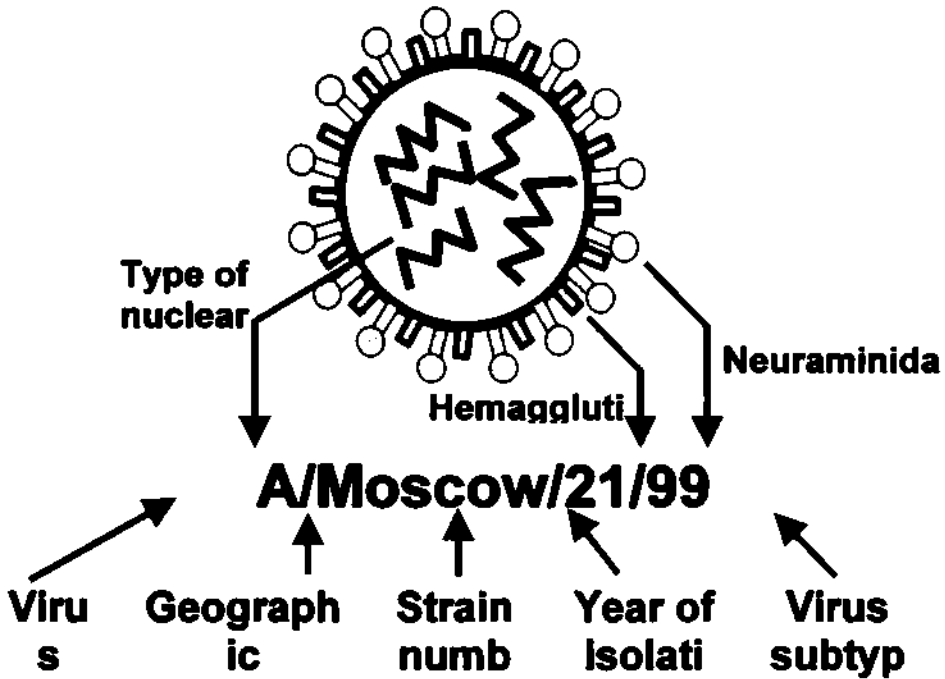 Type of
nuclear
Neuraminida
Hemaggluti
A/Moscow/21/99
Viru
s
Geograph
ic
Strain
numb
Year of
Isolati
Virus
subtyp